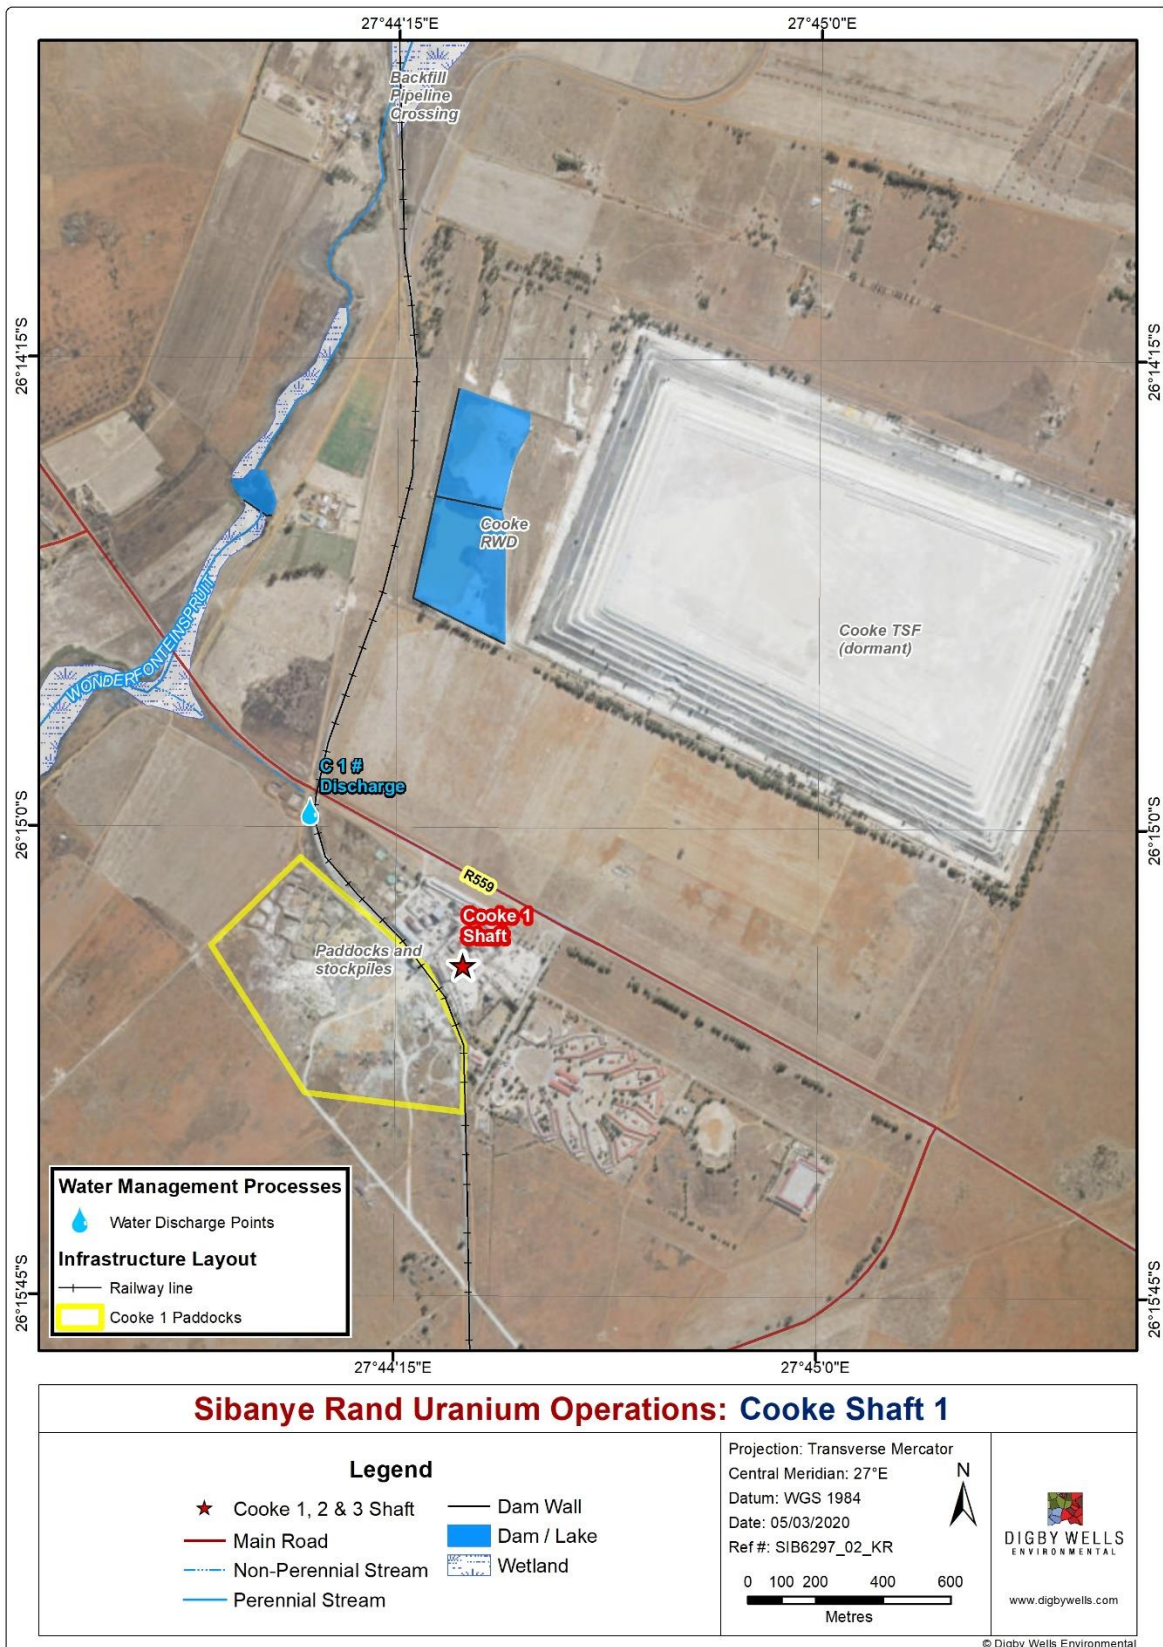 27°44'15"E
27°45'0"E
Backfill
Pipeline
Crossing
26°14'15"S
26°14'15"S
Cooke
RWD
WONDERFONTEINSPRUIT
Cooke TSF
(dormant)
C 1 #
Discharge
26°15'0"S
26°15'0"S
R559
Cooke 1
Shaft
Paddocks and
stockpiles
Water Management Processes
Water Discharge Points
Infrastructure Layout
Railway line
Cooke 1 Paddocks
26°15'45"S
26°15'45"S
27°44'15"E
27°45'0"E
Sibanye Rand Uranium Operations: Cooke Shaft 1
Legend
Cooke 1, 2 & 3 Shaft
Main Road
Non-Perennial Stream
Perennial Stream
Dam Wall
Dam / Lake
Wetland
Projection: Transverse Mercator
Central Meridian: 27°E
Datum: WGS 1984
Date: 05/03/2020
Ref #: SIB6297_02_KR
N
0 100 200 400 600
Metres
DIGBY WELLS
ENVIRONMENTAL
www.digbywells.com
© Digby Wells Environmental